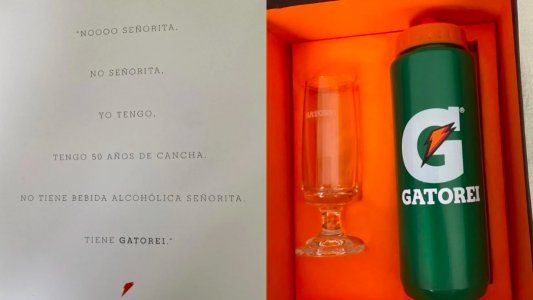 "NOOOO SEÑORITA,
NO SEÑORITA,
YO TENGO,
TENGO 50 AÑOS DE CANCHA.
NO TIENE BEBIDA ALCOHÓLICA SEÑORITA.
TIENE GATOREI."
GATOREI
G®
GATOREI